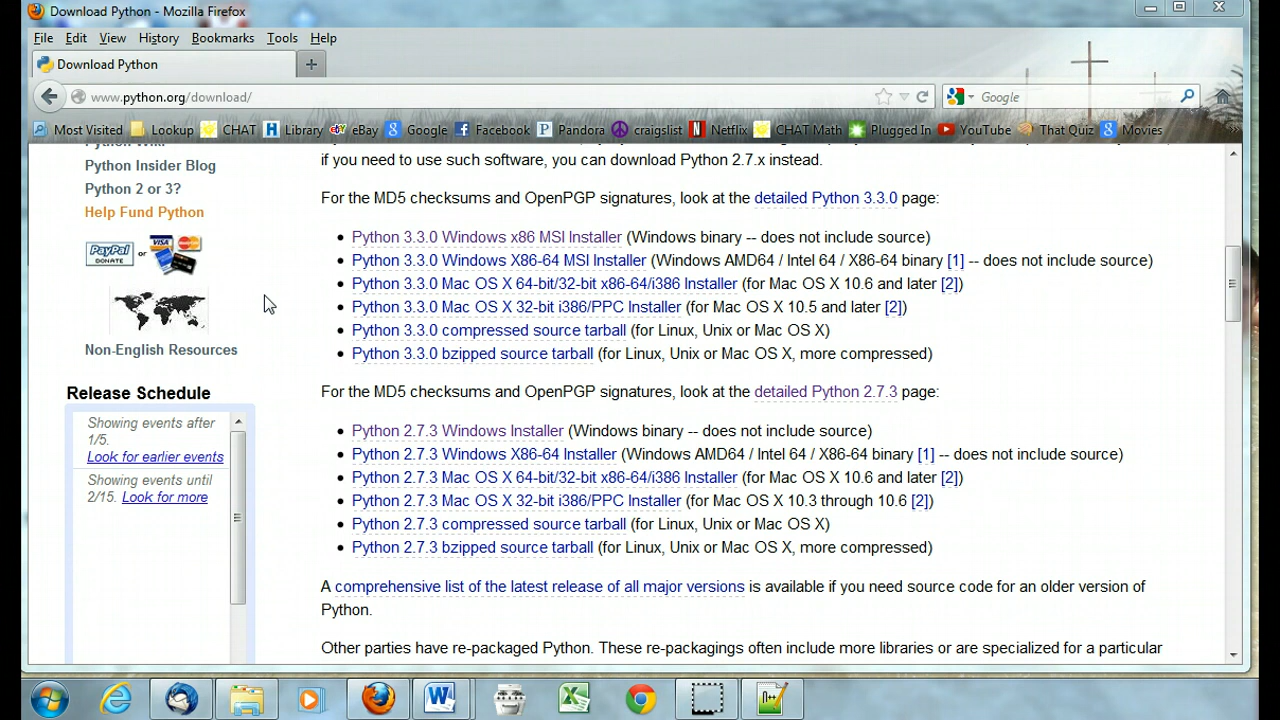 Download Python - Mozilla Firefox
File Edit View History Bookmarks Tools Help
Download Python
www.python.org/download/
Google
Most Visited Lookup CHAT Library eBay Google Facebook Pandora craigslist Netflix CHAT Math Plugged In YouTube That Quiz Movies
Python Insider Blog
Python 2 or 3?
Help Fund Python
PayPal DONATE or VISA
Non-English Resources
Release Schedule
Showing events after
1/5.
Look for earlier events
Showing events until
2/15. Look for more
if you need to use such software, you can download Python 2.7.x instead.
For the MD5 checksums and OpenPGP signatures, look at the detailed Python 3.3.0 page:
• Python 3.3.0 Windows x86 MSI Installer (Windows binary -- does not include source)
• Python 3.3.0 Windows X86-64 MSI Installer (Windows AMD64 / Intel 64 / X86-64 binary [1] -- does not include source)
• Python 3.3.0 Mac OS X 64-bit/32-bit x86-64/i386 Installer (for Mac OS X 10.6 and later [2])
• Python 3.3.0 Mac OS X 32-bit i386/PPC Installer (for Mac OS X 10.5 and later [2])
• Python 3.3.0 compressed source tarball (for Linux, Unix or Mac OS X)
• Python 3.3.0 bzipped source tarball (for Linux, Unix or Mac OS X, more compressed)
For the MD5 checksums and OpenPGP signatures, look at the detailed Python 2.7.3 page:
• Python 2.7.3 Windows Installer (Windows binary -- does not include source)
• Python 2.7.3 Windows X86-64 Installer (Windows AMD64 / Intel 64 / X86-64 binary [1] -- does not include source)
• Python 2.7.3 Mac OS X 64-bit/32-bit x86-64/i386 Installer (for Mac OS X 10.6 and later [2])
• Python 2.7.3 Mac OS X 32-bit i386/PPC Installer (for Mac OS X 10.3 through 10.6 [2])
• Python 2.7.3 compressed source tarball (for Linux, Unix or Mac OS X)
• Python 2.7.3 bzipped source tarball (for Linux, Unix or Mac OS X, more compressed)
A comprehensive list of the latest release of all major versions is available if you need source code for an older version of
Python.
Other parties have re-packaged Python. These re-packagings often include more libraries or are specialized for a particular